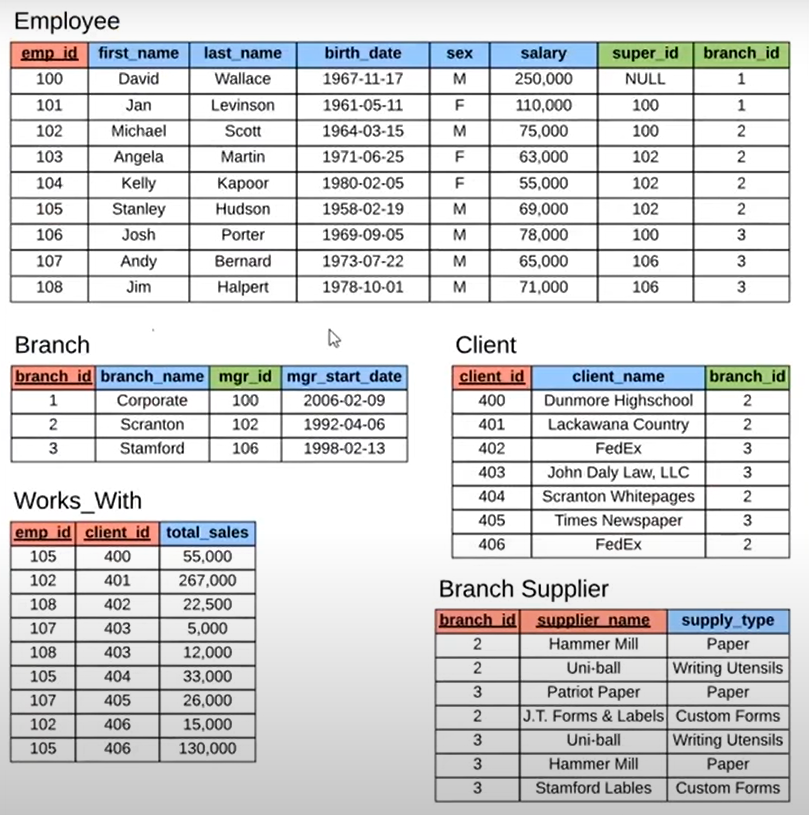 Employee
emp_id first_name last_name birth_date sex salary super_id branch_id
100 David Wallace 1967-11-17 M 250,000 NULL 1
101 Jan Levinson 1961-05-11 F 110,000 100 1
102 Michael Scott 1964-03-15 M 75,000 100 2
103 Angela Martin 1971-06-25 F 63,000 102 2
104 Kelly Kapoor 1980-02-05 F 55,000 102 2
105 Stanley Hudson 1958-02-19 M 69,000 102 2
106 Josh Porter 1969-09-05 M 78,000 100 3
107 Andy Bernard 1973-07-22 M 65,000 106 3
108 Jim Halpert 1978-10-01 M 71,000 106 3
Branch
branch_id branch_name mgr_id mgr_start_date
1 Corporate 100 2006-02-09
2 Scranton 102 1992-04-06
3 Stamford 106 1998-02-13
Client
client_id client_name branch_id
400 Dunmore Highschool 2
401 Lackawana Country 2
402 FedEx 3
403 John Daly Law, LLC 3
404 Scranton Whitepages 2
405 Times Newspaper 3
406 FedEx 2
Works_With
emp_id client_id total_sales
105 400 55,000
102 401 267,000
108 402 22,500
107 403 5,000
108 403 12,000
105 404 33,000
107 405 26,000
102 406 15,000
105 406 130,000
Branch Supplier
branch_id supplier_name supply_type
2 Hammer Mill Paper
2 Uni-ball Writing Utensils
3 Patriot Paper Paper
2 J.T. Forms & Labels Custom Forms
3 Uni-ball Writing Utensils
3 Hammer Mill Paper
3 Stamford Lables Custom Forms